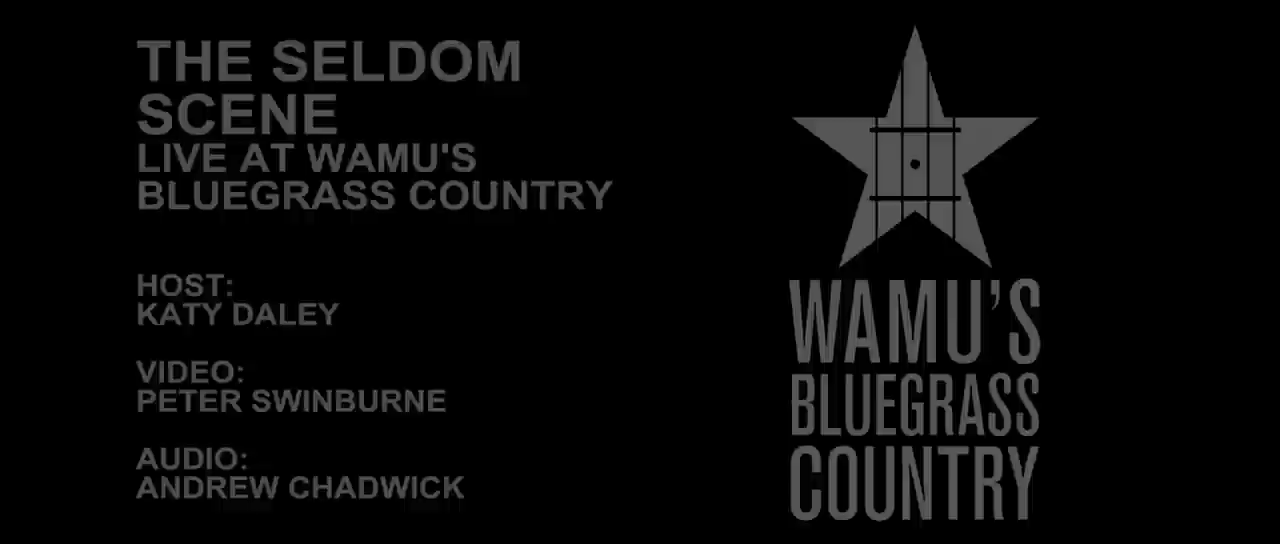 THE SELDOM
SCENE
LIVE AT WAMU'S
BLUEGRASS COUNTRY
HOST:
KATY DALEY
VIDEO:
PETER SWINBURNE
AUDIO:
ANDREW CHADWICK
WAMU'S
BLUEGRASS
COUNTRY